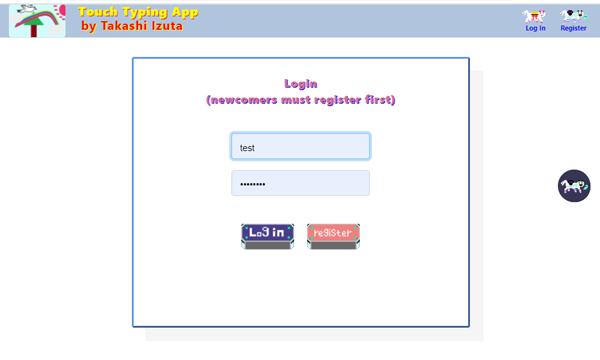 Touch Typing App
by Takashi Izuta
Log In
Register
Login
(newcomers must register first)
test
••••••••
Log in
regiSter